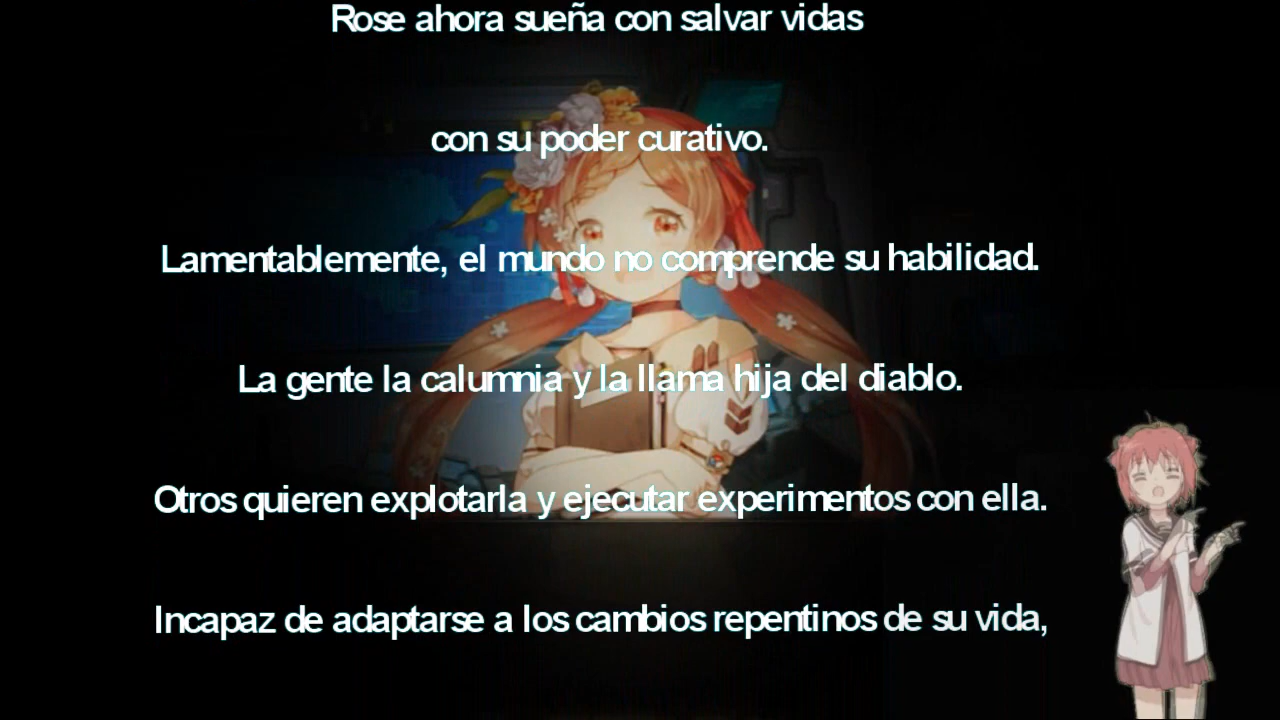 Rose ahora sueña con salvar vidas
con su poder curativo.
Lamentablemente, el mundo no comprende su habilidad.
La gente la calumnia y la llama hija del diablo.
Otros quieren explotarla y ejecutar experimentos con ella.
Incapaz de adaptarse a los cambios repentinos de su vida,